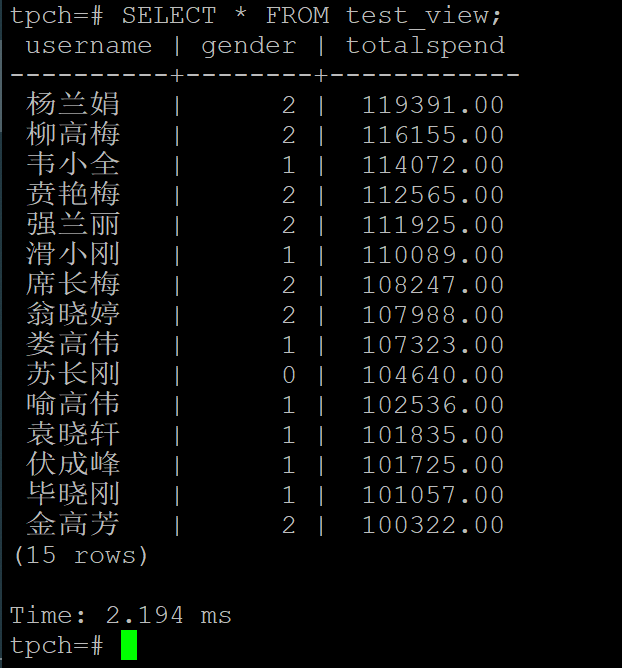 tpch=# SELECT * FROM test_view;
username | gender | totalspend
----------+--------+------------
杨兰娟 | 2 | 119391.00
柳高梅 | 2 | 116155.00
韦小全 | 1 | 114072.00
贲艳梅 | 2 | 112565.00
强兰丽 | 2 | 111925.00
滑小刚 | 1 | 110089.00
席长梅 | 2 | 108247.00
翁晓婷 | 2 | 107988.00
娄高伟 | 1 | 107323.00
苏长刚 | 0 | 104640.00
喻高伟 | 1 | 102536.00
袁晓轩 | 1 | 101835.00
伏成峰 | 1 | 101725.00
毕晓刚 | 1 | 101057.00
金高芳 | 2 | 100322.00
(15 rows)
Time: 2.194 ms
tpch=#